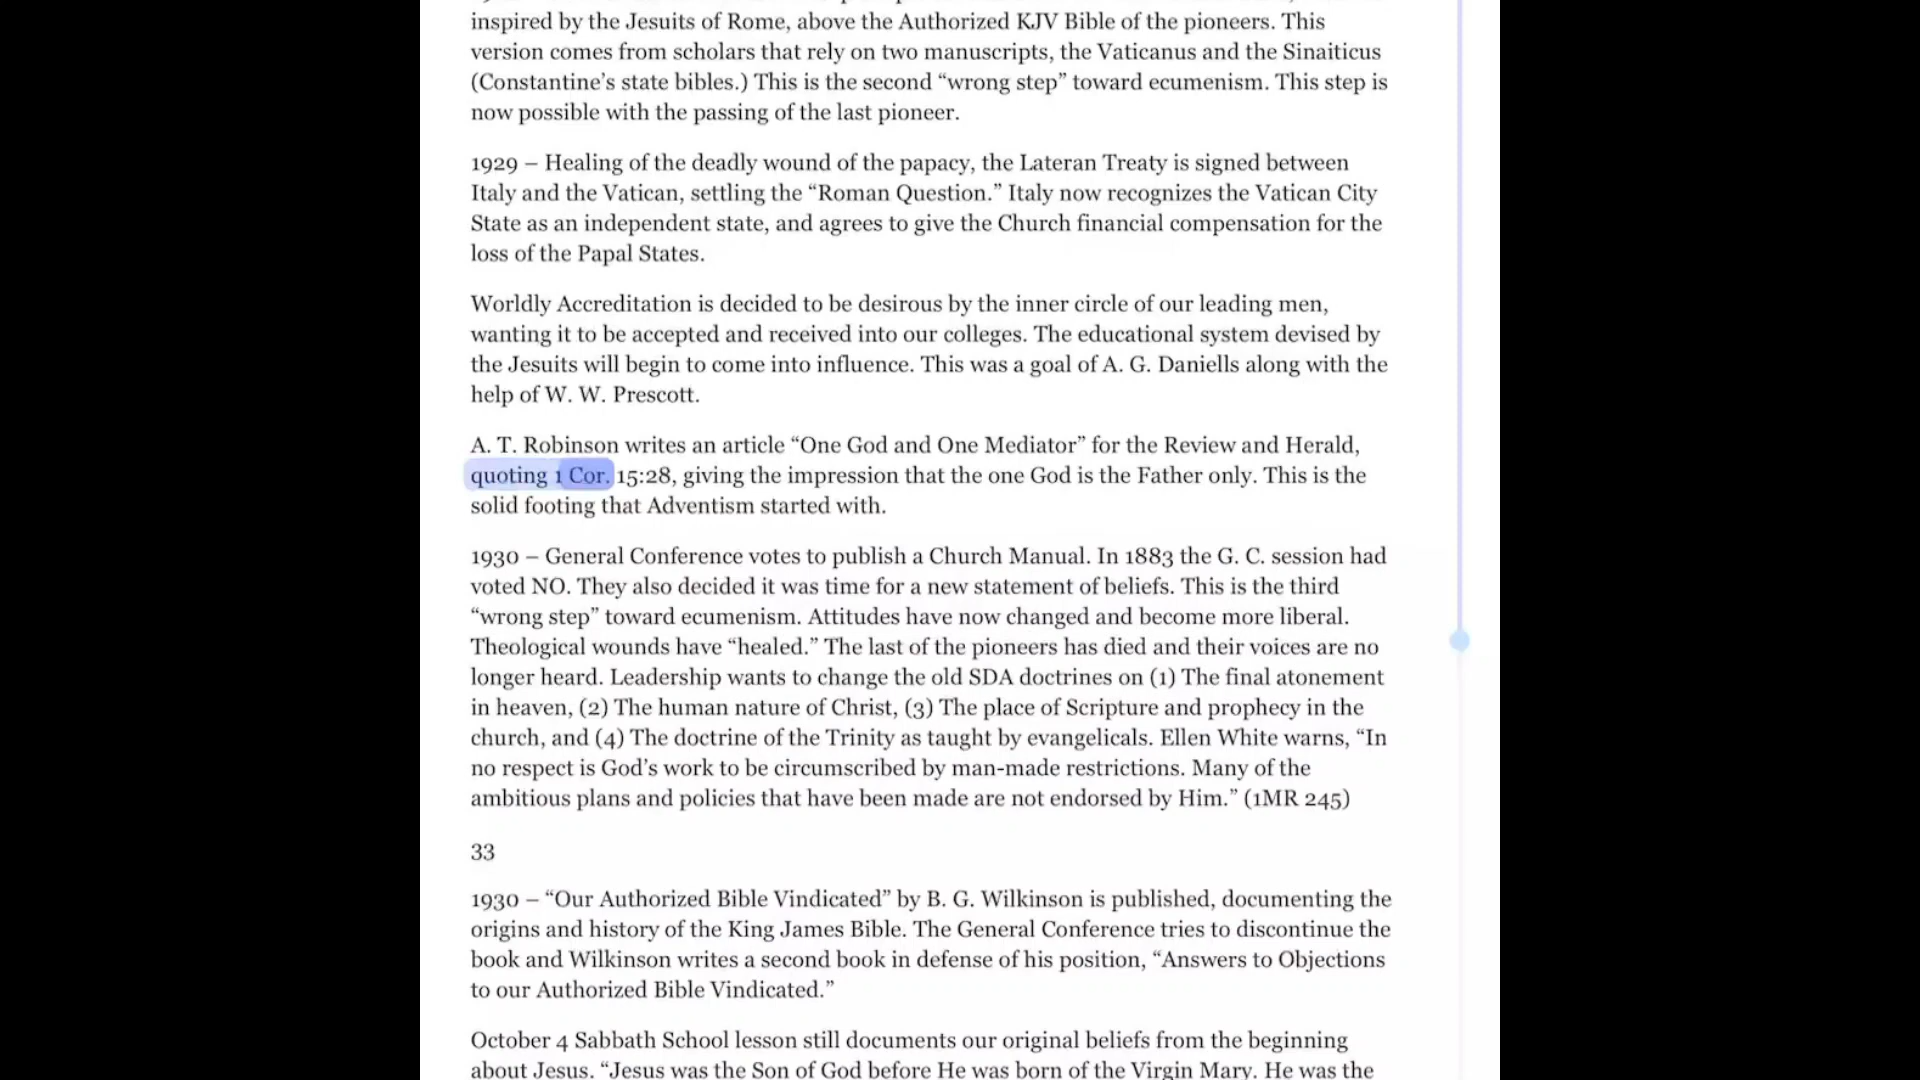 inspired by the Jesuits of Rome, above the Authorized KJV Bible of the pioneers. This
version comes from scholars that rely on two manuscripts, the Vaticanus and the Sinaiticus
(Constantine’s state bibles.) This is the second “wrong step” toward ecumenism. This step is
now possible with the passing of the last pioneer.
1929 – Healing of the deadly wound of the papacy, the Lateran Treaty is signed between
Italy and the Vatican, settling the “Roman Question.” Italy now recognizes the Vatican City
State as an independent state, and agrees to give the Church financial compensation for the
loss of the Papal States.
Worldly Accreditation is decided to be desirous by the inner circle of our leading men,
wanting it to be accepted and received into our colleges. The educational system devised by
the Jesuits will begin to come into influence. This was a goal of A. G. Daniells along with the
help of W. W. Prescott.
A. T. Robinson writes an article “One God and One Mediator” for the Review and Herald,
quoting 1 Cor. 15:28, giving the impression that the one God is the Father only. This is the
solid footing that Adventism started with.
1930 – General Conference votes to publish a Church Manual. In 1883 the G. C. session had
voted NO. They also decided it was time for a new statement of beliefs. This is the third
“wrong step” toward ecumenism. Attitudes have now changed and become more liberal.
Theological wounds have “healed.” The last of the pioneers has died and their voices are no
longer heard. Leadership wants to change the old SDA doctrines on (1) The final atonement
in heaven, (2) The human nature of Christ, (3) The place of Scripture and prophecy in the
church, and (4) The doctrine of the Trinity as taught by evangelicals. Ellen White warns, “In
no respect is God’s work to be circumscribed by man-made restrictions. Many of the
ambitious plans and policies that have been made are not endorsed by Him.” (1MR 245)
33
1930 – “Our Authorized Bible Vindicated” by B. G. Wilkinson is published, documenting the
origins and history of the King James Bible. The General Conference tries to discontinue the
book and Wilkinson writes a second book in defense of his position, “Answers to Objections
to our Authorized Bible Vindicated.”
October 4 Sabbath School lesson still documents our original beliefs from the beginning
about Jesus. “Jesus was the Son of God before He was born of the Virgin Mary. He was the